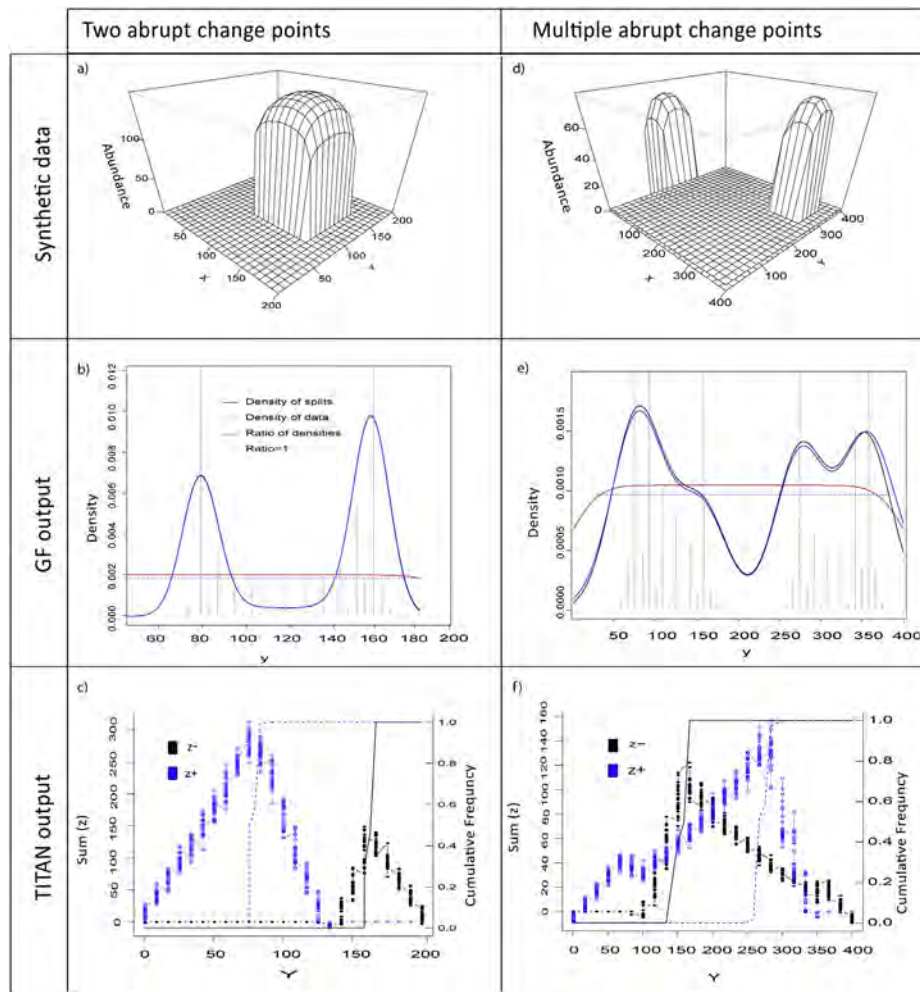 Two abrupt change points
Multiple abrupt change points
Synthetic data
a)
Abundance
0
50
100
X
50
100
150
200
Y
50
100
150
200
d)
Abundance
0
20
40
60
X
100
200
300
400
Y
100
200
300
400
GF output
b)
Density
0.000
0.002
0.004
0.006
0.008
0.010
0.012
Density of splits
Density of data
Ratio of densities
Ratio=1
60
80
100
120
140
160
180
200
Y
e)
Density
0.0000
0.0005
0.0010
0.0015
50
100
150
200
250
300
350
400
Y
TITAN output
c)
z-
z+
Sum (z)
0
50
100
150
200
250
300
0
50
100
150
200
Y
0.0
0.2
0.4
0.6
0.8
1.0
Cumulative Frequncy
f)
z-
z+
Sum (z)
0
20
40
60
80
100
120
140
160
0
50
100
150
200
250
300
350
400
Y
0.0
0.2
0.4
0.6
0.8
1.0
Cumulative Frequncy